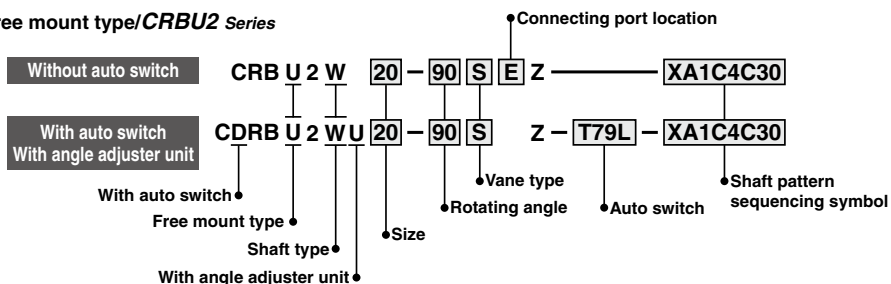 ree mount type/CRBU2 Series
Connecting port location
Without auto switch
CRB U 2 W 20 - 90 S E Z XA1C4C30
With auto switch
With angle adjuster unit
CDRB U 2 W U 20 - 90 S Z - T79L - XA1C4C30
With auto switch
Free mount type
Shaft type
With angle adjuster unit
Size
Rotating angle
Vane type
Auto switch
Shaft pattern
sequencing symbol